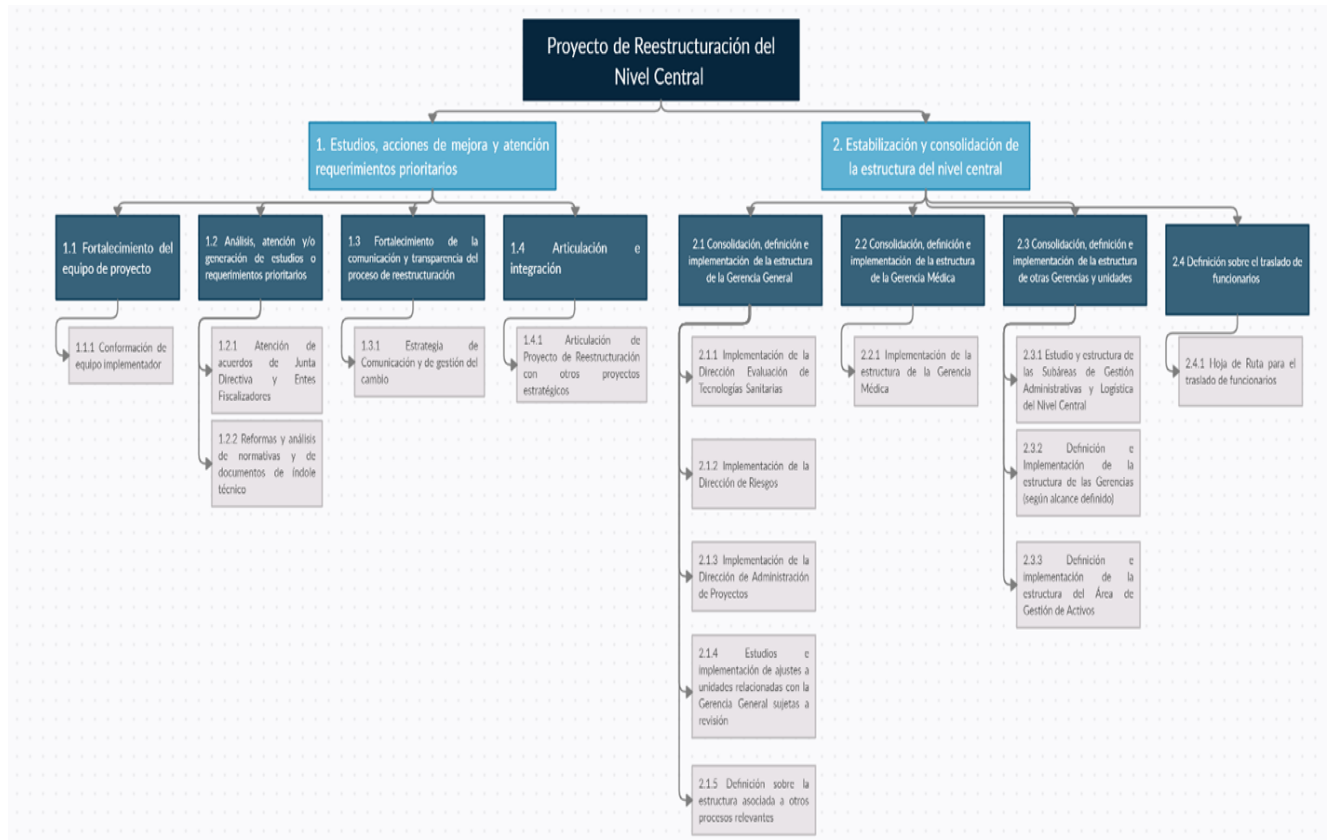 Proyecto de Reestructuración del
Nivel Central
1. Estudios, acciones de mejora y atención
requerimientos prioritarios
2. Estabilización y consolidación de
la estructura del nivel central
1.1 Fortalecimiento del
equipo de proyecto
1.2 Análisis, atención y/o
generación de estudios o
requerimientos prioritarios
1.3 Fortalecimiento de la
comunicación y transparencia del
proceso de reestructuración
1.4 Articulación e
integración
2.1 Consolidación, definición e
implementación de la estructura
de la Gerencia General
2.2 Consolidación, definición e
implementación de la estructura
de la Gerencia Médica
2.3 Consolidación, definición e
implementación de la estructura
de otras Gerencias y unidades
2.4 Definición sobre el traslado de
funcionarios
1.1.1 Conformación de
equipo implementador
1.2.1 Atención de
acuerdos de Junta
Directiva y Entes
Fiscalizadores
1.2.2 Reformas y análisis
de normativas y de
documentos de índole
técnico
1.3.1 Estrategia de
Comunicación y de gestión del
cambio
1.4.1 Articulación de
Proyecto de Reestructuración
con otros proyectos
estratégicos
2.1.1 Implementación de la
Dirección Evaluación de
Tecnologías Sanitarias
2.1.2 Implementación de la
Dirección de Riesgos
2.1.3 Implementación de la
Dirección de Administración
de Proyectos
2.1.4 Estudios e
implementación de ajustes a
unidades relacionadas con la
Gerencia General sujetas a
revisión
2.1.5 Definición sobre la
estructura asociada a otros
procesos relevantes
2.2.1 Implementación de la
estructura de la Gerencia
Médica
2.3.1 Estudio y estructura de
las Subáreas de Gestión
Administrativas y Logística
del Nivel Central
2.3.2 Definición e
Implementación de la
estructura de las Gerencias
(según alcance definido)
2.3.3 Definición e
implementación de la
estructura del Área de
Gestión de Activos
2.4.1 Hoja de Ruta para el
traslado de funcionarios